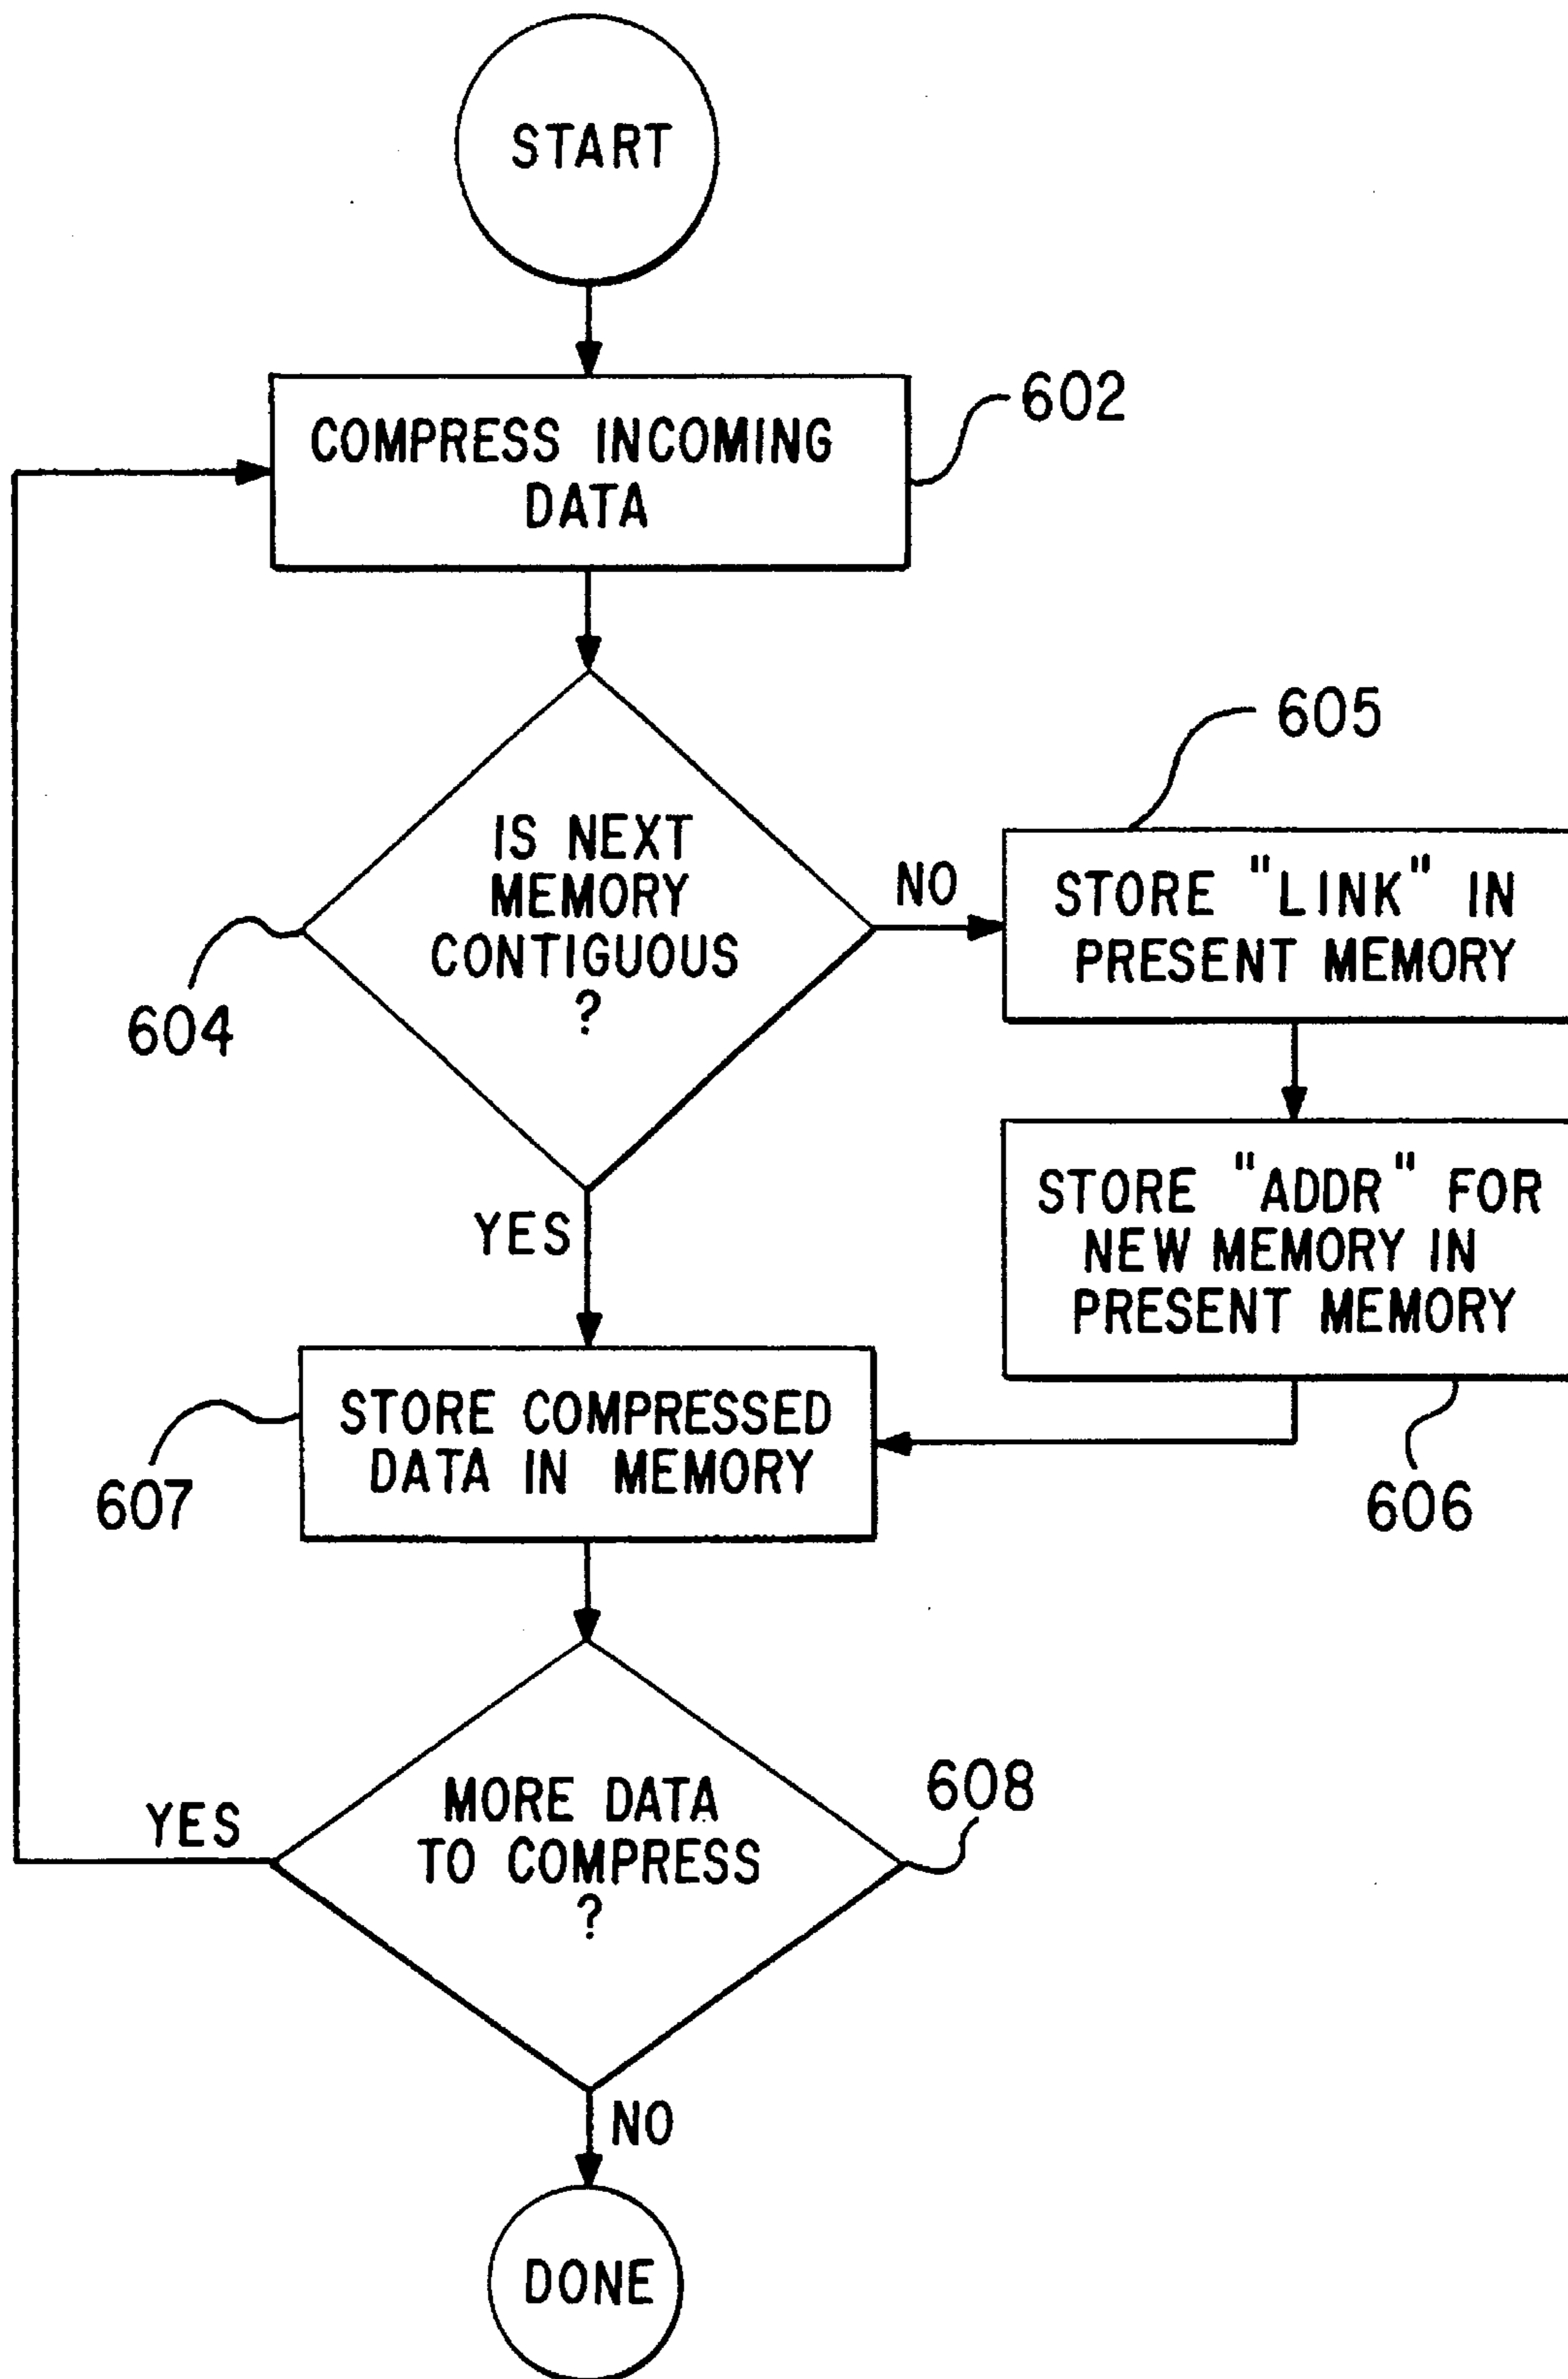 START
COMPRESS INCOMING
DATA
602
IS NEXT
MEMORY
CONTIGUOUS
?
604
NO
605
STORE "LINK" IN
PRESENT MEMORY
STORE "ADDR" FOR
NEW MEMORY IN
PRESENT MEMORY
606
YES
STORE COMPRESSED
DATA IN MEMORY
607
MORE DATA
TO COMPRESS
?
608
YES
NO
DONE